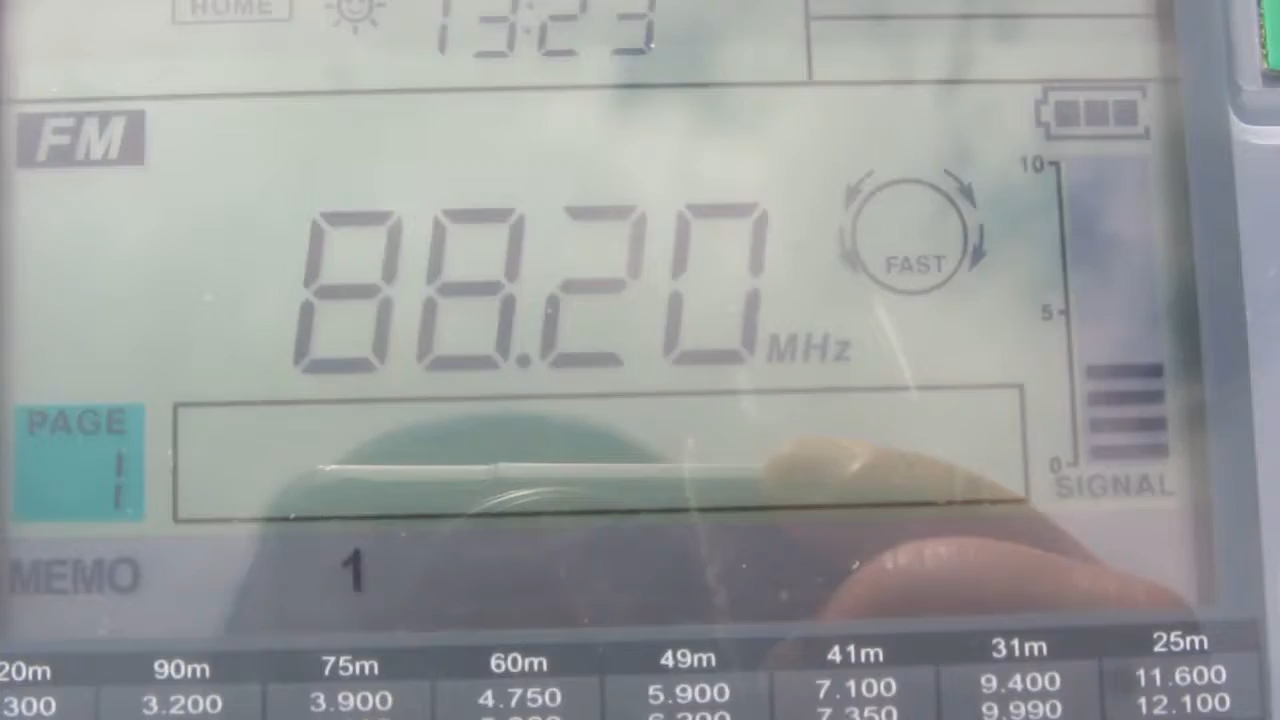 HOME 13:23
FM
10
88.20 MHz
FAST
5
PAGE
1
0
SIGNAL
MEMO 1
20m 90m 75m 60m 49m 41m 31m 25m
300 3.200 3.900 4.750 5.900 7.100 9.400 11.600
7.350 9.990 12.100